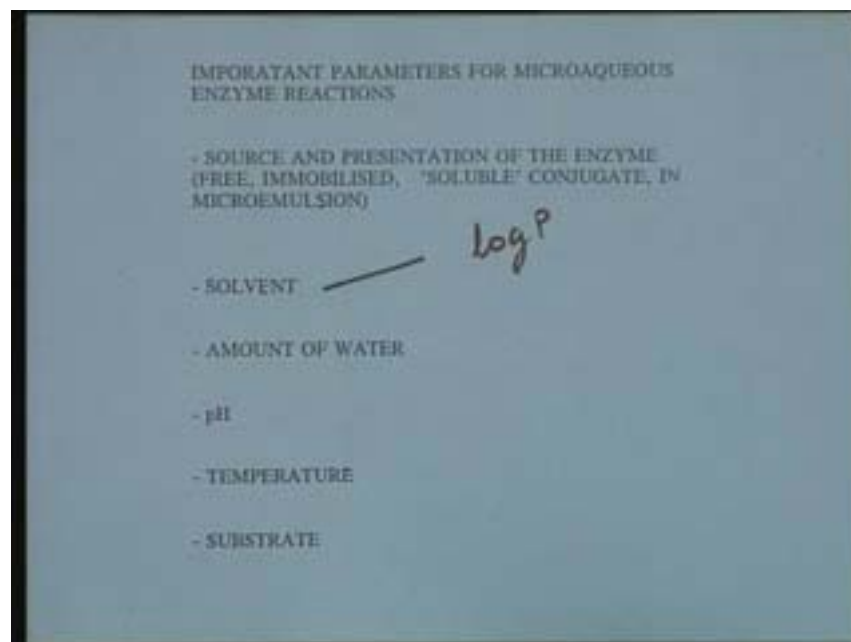 IMPORATANT PARAMETERS FOR MICROAQUEOUS
ENZYME REACTIONS
- SOURCE AND PRESENTATION OF THE ENZYME
(FREE, IMMOBILISED, "SOLUBLE" CONJUGATE, IN
MICROEMULSION)
log P
- SOLVENT
- AMOUNT OF WATER
- pH
- TEMPERATURE
- SUBSTRATE